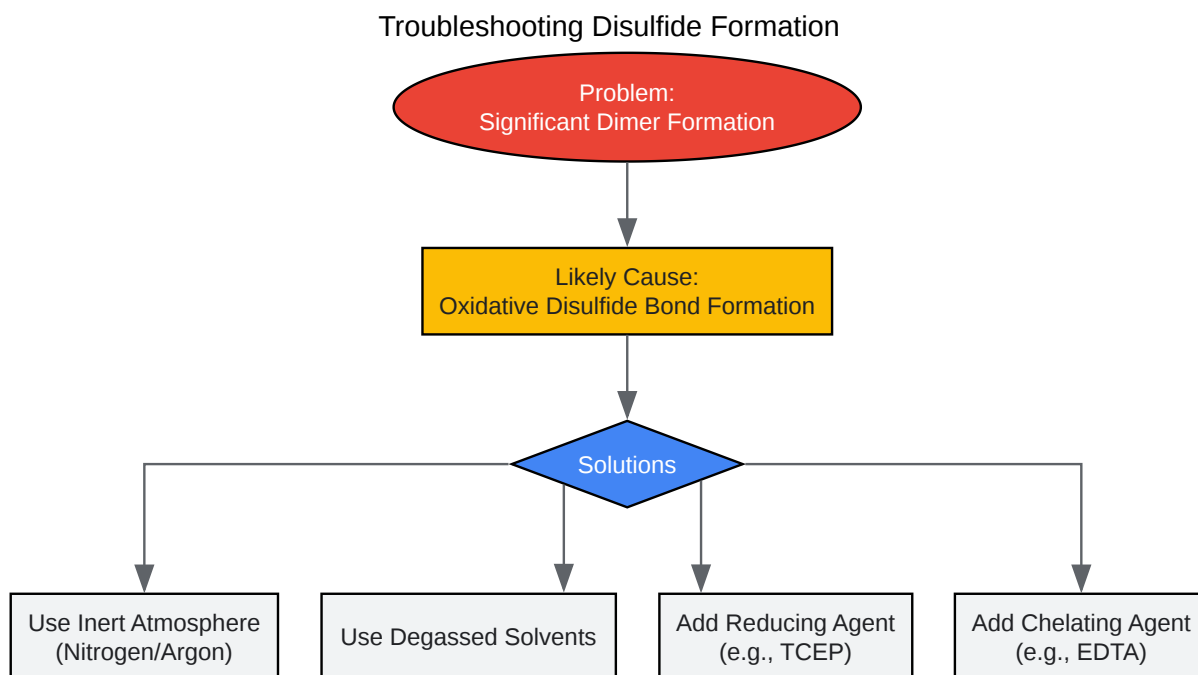 Troubleshooting Disulfide Formation
Problem:
Significant Dimer Formation
Likely Cause:
Oxidative Disulfide Bond Formation
Solutions
Use Inert Atmosphere
(Nitrogen/Argon)
Use Degassed Solvents
Add Reducing Agent
(e.g., TCEP)
Add Chelating Agent
(e.g., EDTA)